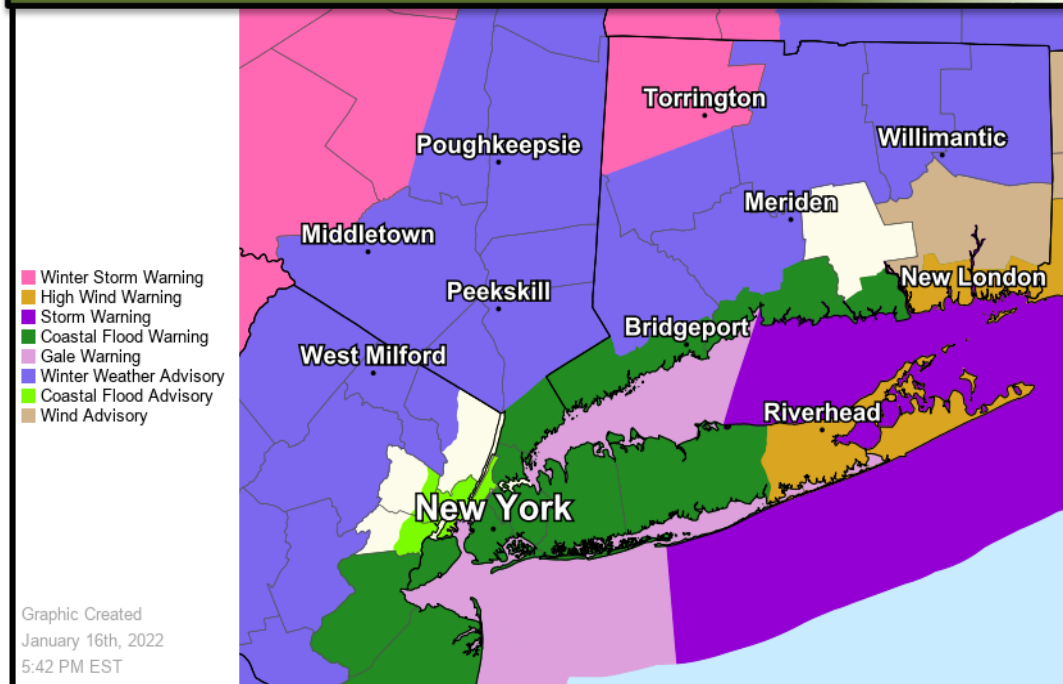 Torrington
Poughkeepsie
Willimantic
Meriden
Middletown
Peekskill
New London
Bridgeport
West Milford
Riverhead
New York
Winter Storm Warning
High Wind Warning
Storm Warning
Coastal Flood Warning
Gale Warning
Winter Weather Advisory
Coastal Flood Advisory
Wind Advisory
Graphic Created
January 16th, 2022
5:42 PM EST